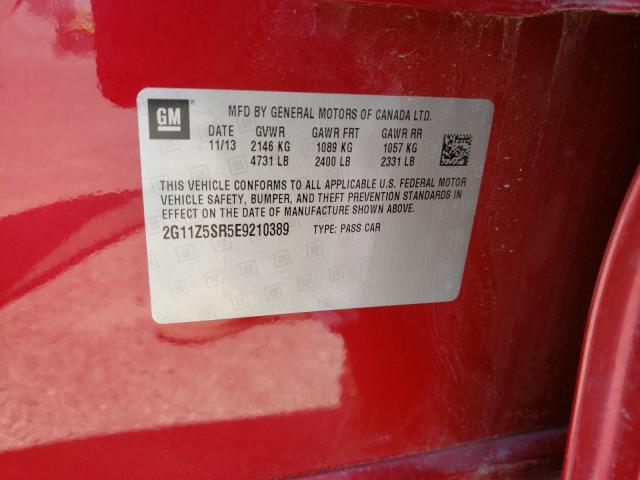 GM ®
MFD BY GENERAL MOTORS OF CANADA LTD.
DATE GVWR GAWR FRT GAWR RR
11/13 2146 KG 1089 KG 1057 KG
4731 LB 2400 LB 2331 LB
THIS VEHICLE CONFORMS TO ALL APPLICABLE U.S. FEDERAL MOTOR
VEHICLE SAFETY, BUMPER, AND THEFT PREVENTION STANDARDS IN
EFFECT ON THE DATE OF MANUFACTURE SHOWN ABOVE.
2G11Z5SR5E9210389 TYPE: PASS CAR